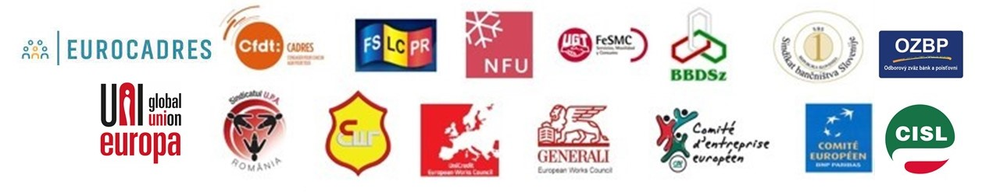 EUROCADRES
Cfdt:
CADRES
S'ENGAGER POUR CHACUN
AGIR POUR TOUS
FS LC PR
NFU
UGT
FeSMC
Servicios, Movilidad
y Consumo
BBDSz
SBS
1
Sindikat bančništva Slovenije
OZBP
Odborový zväz bánk a poisťovní
UNI
global
union
europa
Sindicatul U.P.A.
ROMÂNIA
UniCredit
European Works Council
GENERALI
European Works Council
Comité
d'entreprise
européen
COMITÉ
EUROPÉEN
BNP PARIBAS
CISL